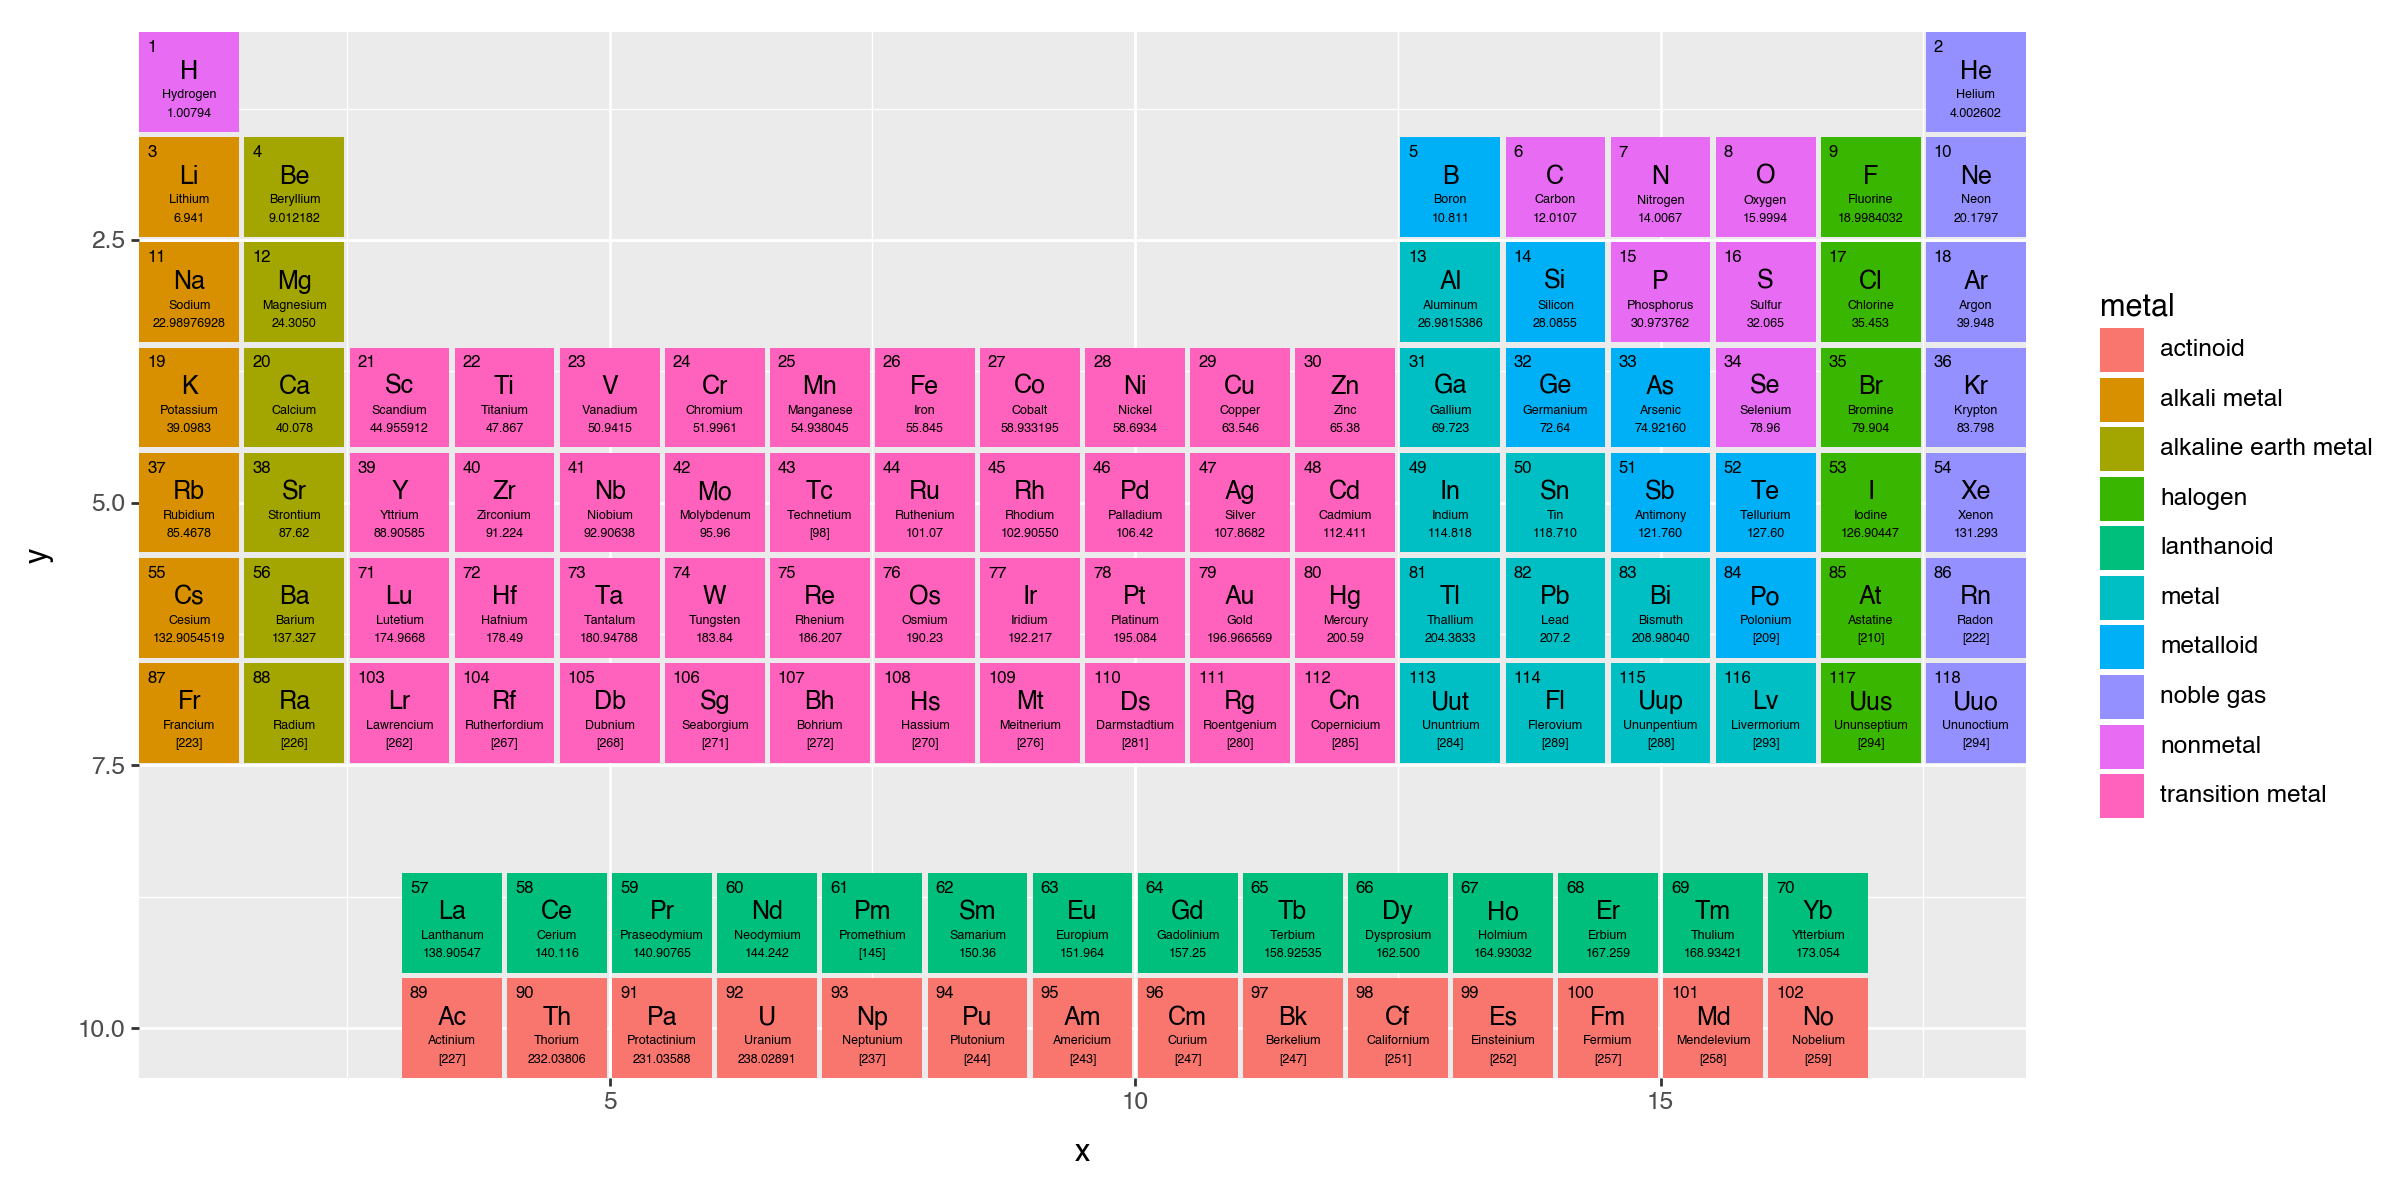 1
H
Hydrogen
1.00794
2
He
Helium
4.002602
3
Li
Lithium
6.941
4
Be
Beryllium
9.012182
5
B
Boron
10.811
6
C
Carbon
12.0107
7
N
Nitrogen
14.0067
8
O
Oxygen
15.9994
9
F
Fluorine
18.9984032
10
Ne
Neon
20.1797
11
Na
Sodium
22.98976928
12
Mg
Magnesium
24.3050
13
Al
Aluminum
26.9815386
14
Si
Silicon
28.0855
15
P
Phosphorus
30.973762
16
S
Sulfur
32.065
17
Cl
Chlorine
35.453
18
Ar
Argon
39.948
19
K
Potassium
39.0983
20
Ca
Calcium
40.078
21
Sc
Scandium
44.955912
22
Ti
Titanium
47.867
23
V
Vanadium
50.9415
24
Cr
Chromium
51.9961
25
Mn
Manganese
54.938045
26
Fe
Iron
55.845
27
Co
Cobalt
58.933195
28
Ni
Nickel
58.6934
29
Cu
Copper
63.546
30
Zn
Zinc
65.38
31
Ga
Gallium
69.723
32
Ge
Germanium
72.64
33
As
Arsenic
74.92160
34
Se
Selenium
78.96
35
Br
Bromine
79.904
36
Kr
Krypton
83.798
37
Rb
Rubidium
85.4678
38
Sr
Strontium
87.62
39
Y
Yttrium
88.90585
40
Zr
Zirconium
91.224
41
Nb
Niobium
92.90638
42
Mo
Molybdenum
95.96
43
Tc
Technetium
[98]
44
Ru
Ruthenium
101.07
45
Rh
Rhodium
102.90550
46
Pd
Palladium
106.42
47
Ag
Silver
107.8682
48
Cd
Cadmium
112.411
49
In
Indium
114.818
50
Sn
Tin
118.710
51
Sb
Antimony
121.760
52
Te
Tellurium
127.60
53
I
Iodine
126.90447
54
Xe
Xenon
131.293
55
Cs
Cesium
132.9054519
56
Ba
Barium
137.327
71
Lu
Lutetium
174.9668
72
Hf
Hafnium
178.49
73
Ta
Tantalum
180.94788
74
W
Tungsten
183.84
75
Re
Rhenium
186.207
76
Os
Osmium
190.23
77
Ir
Iridium
192.217
78
Pt
Platinum
195.084
79
Au
Gold
196.966569
80
Hg
Mercury
200.59
81
Tl
Thallium
204.3833
82
Pb
Lead
207.2
83
Bi
Bismuth
208.98040
84
Po
Polonium
[209]
85
At
Astatine
[210]
86
Rn
Radon
[222]
87
Fr
Francium
[223]
88
Ra
Radium
[226]
103
Lr
Lawrencium
[262]
104
Rf
Rutherfordium
[267]
105
Db
Dubnium
[268]
106
Sg
Seaborgium
[271]
107
Bh
Bohrium
[272]
108
Hs
Hassium
[270]
109
Mt
Meitnerium
[276]
110
Ds
Darmstadtium
[281]
111
Rg
Roentgenium
[280]
112
Cn
Copernicium
[285]
113
Uut
Ununtrium
[284]
114
Fl
Flerovium
[289]
115
Uup
Ununpentium
[288]
116
Lv
Livermorium
[293]
117
Uus
Ununseptium
[294]
118
Uuo
Ununoctium
[294]
57
La
Lanthanum
138.90547
58
Ce
Cerium
140.116
59
Pr
Praseodymium
140.90765
60
Nd
Neodymium
144.242
61
Pm
Promethium
[145]
62
Sm
Samarium
150.36
63
Eu
Europium
151.964
64
Gd
Gadolinium
157.25
65
Tb
Terbium
158.92535
66
Dy
Dysprosium
162.500
67
Ho
Holmium
164.93032
68
Er
Erbium
167.259
69
Tm
Thulium
168.93421
70
Yb
Ytterbium
173.054
89
Ac
Actinium
[227]
90
Th
Thorium
232.03806
91
Pa
Protactinium
231.03588
92
U
Uranium
238.02891
93
Np
Neptunium
[237]
94
Pu
Plutonium
[244]
95
Am
Americium
[243]
96
Cm
Curium
[247]
97
Bk
Berkelium
[247]
98
Cf
Californium
[251]
99
Es
Einsteinium
[252]
100
Fm
Fermium
[257]
101
Md
Mendelevium
[258]
102
No
Nobelium
[259]
2.5
5.0
7.5
10.0
y
5
10
15
x
metal
actinoid
alkali metal
alkaline earth metal
halogen
lanthanoid
metal
metalloid
noble gas
nonmetal
transition metal